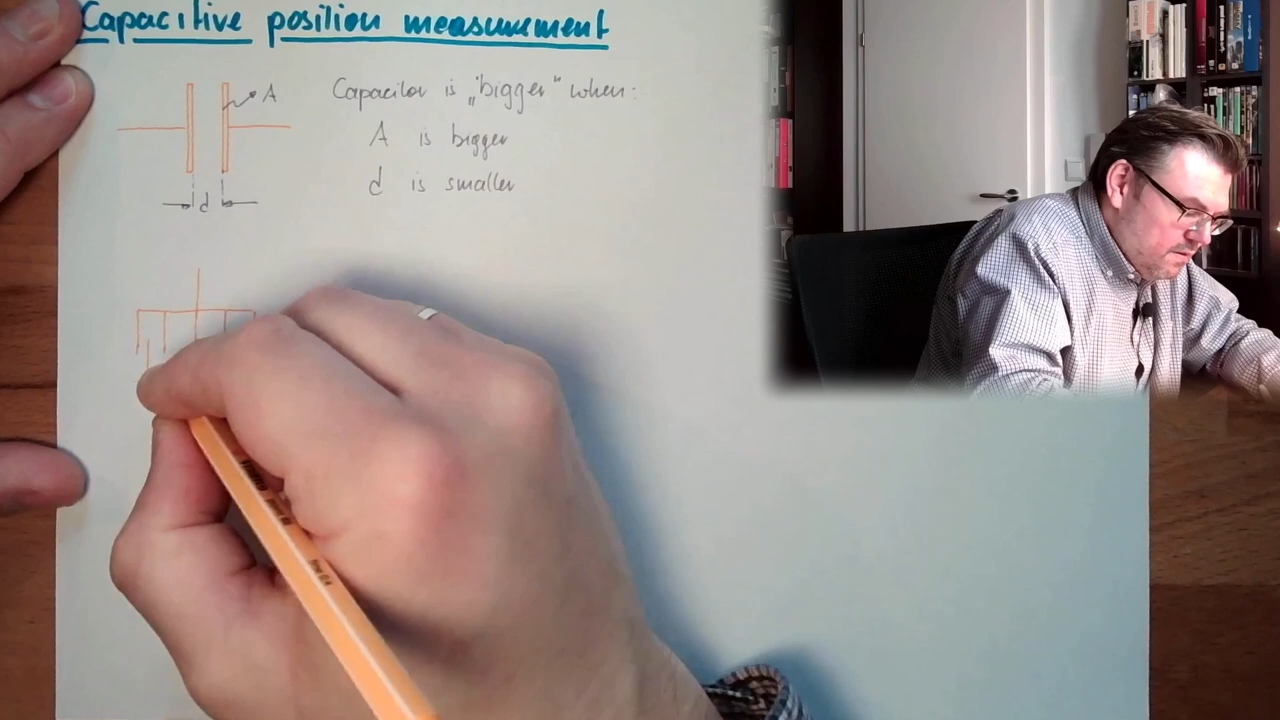 Capacitive position measurement
A
Capacitor is „bigger“ when:
A is bigger
d is smaller
d